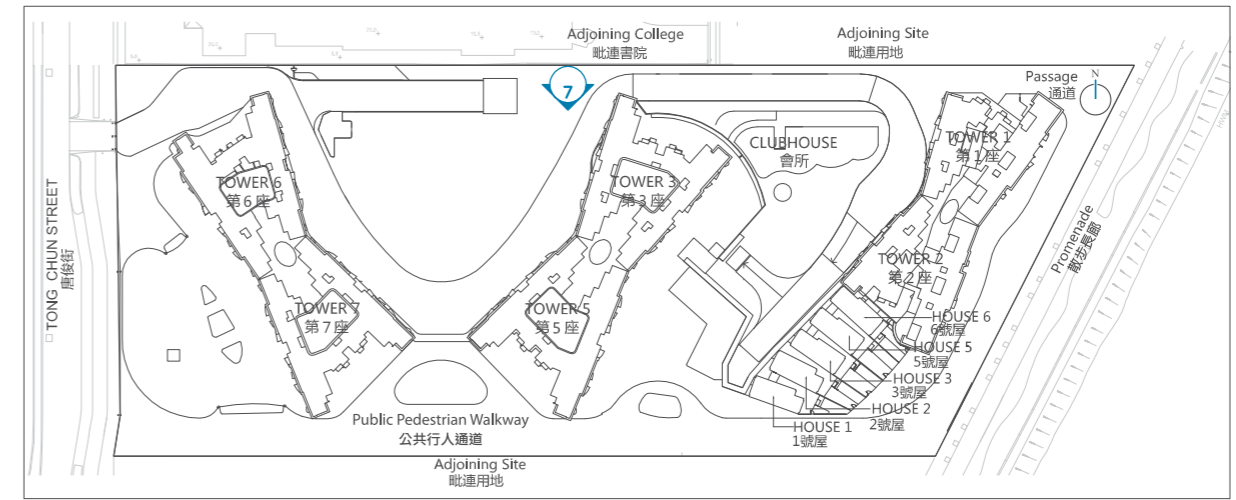 Adjoining College
毗連書院
Adjoining Site
毗連用地
Passage
通道
N
7
CLUBHOUSE
會所
TOWER 1
第1座
TOWER 6
第6座
TOWER 3
第3座
TONG CHUN STREET
唐俊街
Promenade
散步長廊
TOWER 2
第2座
TOWER 7
第7座
TOWER 5
第5座
HOUSE 6
6號屋
HOUSE 5
5號屋
HOUSE 3
3號屋
HOUSE 2
2號屋
HOUSE 1
1號屋
Public Pedestrian Walkway
公共行人通道
Adjoining Site
毗連用地